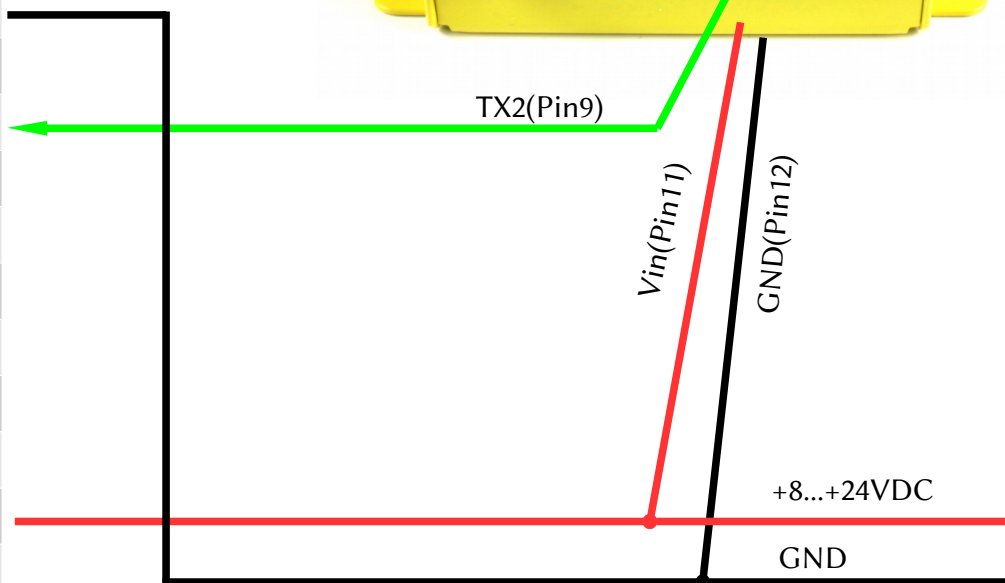 TX2(Pin9)
Vin(Pin11)
GND(Pin12)
+8...+24VDC
GND